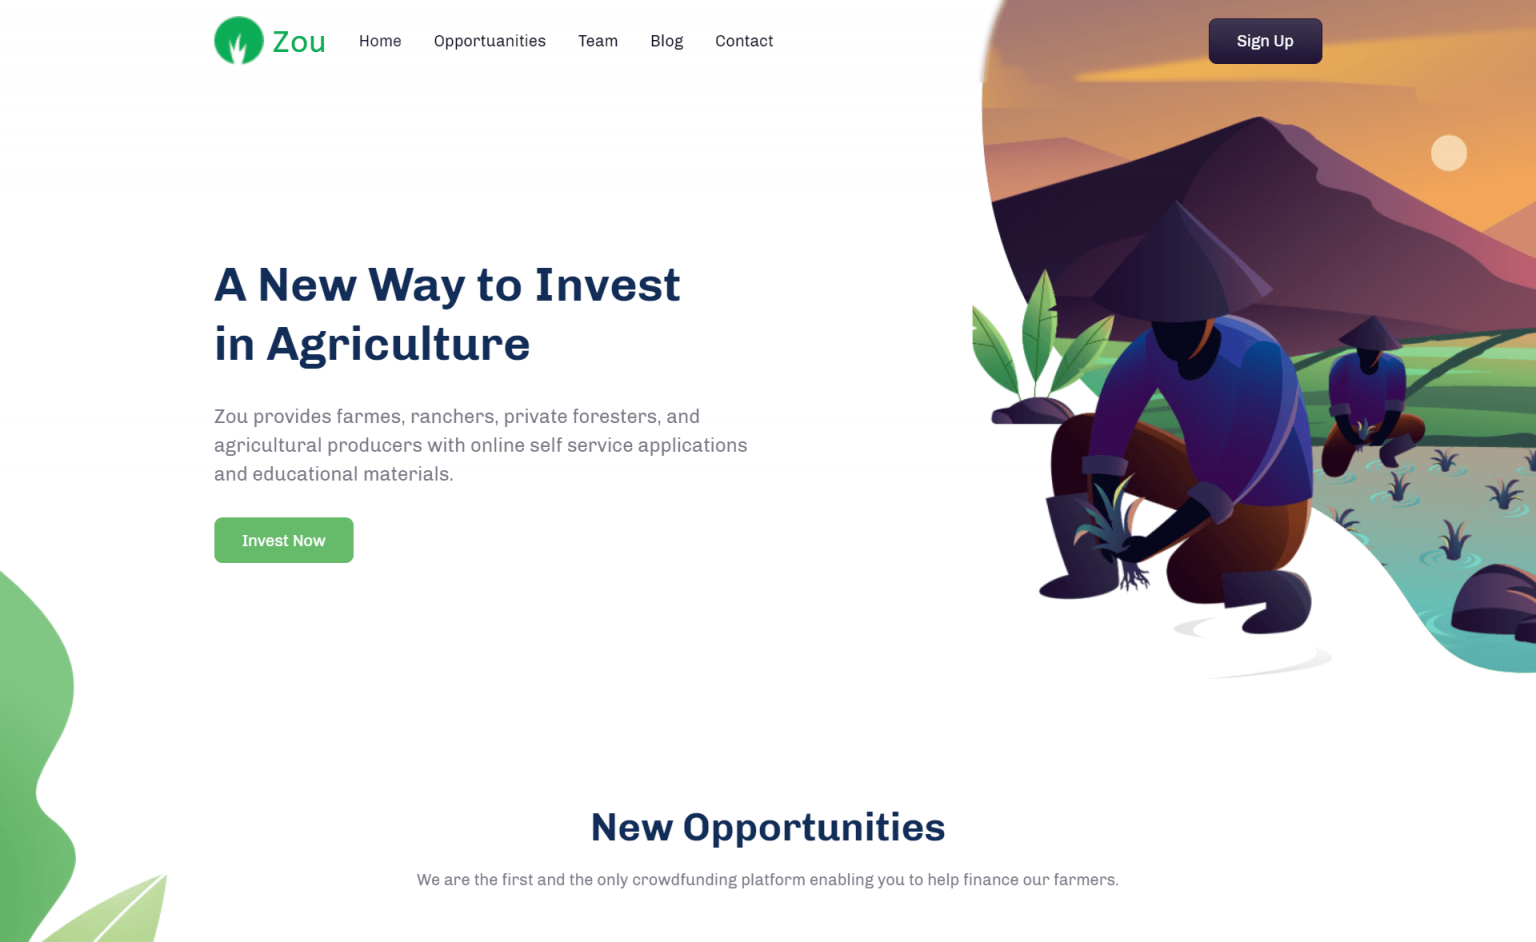 Zou
Home
Opportuanities
Team
Blog
Contact
Sign Up
A New Way to Invest
in Agriculture
Zou provides farmes, ranchers, private foresters, and
agricultural producers with online self service applications
and educational materials.
Invest Now
New Opportunities
We are the first and the only crowdfunding platform enabling you to help finance our farmers.